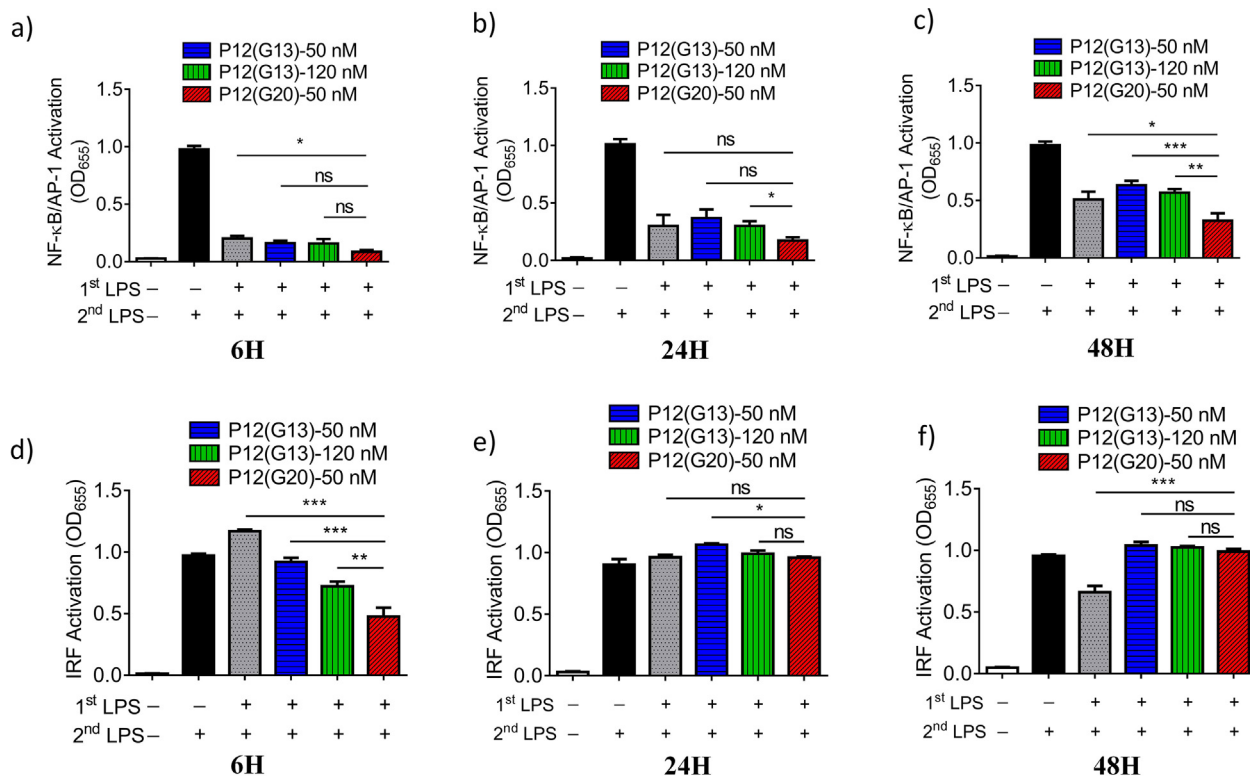 a)
P12(G13)-50 nM
P12(G13)-120 nM
P12(G20)-50 nM
NF-κB/AP-1 Activation
(OD655)
1.5
1.0
0.5
0.0
*
ns
ns
1st LPS – – + + + +
2nd LPS – + + + + +
6H
b)
P12(G13)-50 nM
P12(G13)-120 nM
P12(G20)-50 nM
NF-κB/AP-1 Activation
(OD655)
1.5
1.0
0.5
0.0
ns
ns
*
1st LPS – – + + + +
2nd LPS – + + + + +
24H
c)
P12(G13)-50 nM
P12(G13)-120 nM
P12(G20)-50 nM
NF-κB/AP-1 Activation
(OD655)
1.5
1.0
0.5
0.0
*
***
**
1st LPS – – + + + +
2nd LPS – + + + + +
48H
d)
P12(G13)-50 nM
P12(G13)-120 nM
P12(G20)-50 nM
IRF Activation (OD655)
1.5
1.0
0.5
0.0
***
***
**
1st LPS – – + + + +
2nd LPS – + + + + +
6H
e)
P12(G13)-50 nM
P12(G13)-120 nM
P12(G20)-50 nM
IRF Activation (OD655)
1.5
1.0
0.5
0.0
ns
*
ns
1st LPS – – + + + +
2nd LPS – + + + + +
24H
f)
P12(G13)-50 nM
P12(G13)-120 nM
P12(G20)-50 nM
IRF Activation (OD655)
1.5
1.0
0.5
0.0
***
ns
ns
1st LPS – – + + + +
2nd LPS – + + + + +
48H